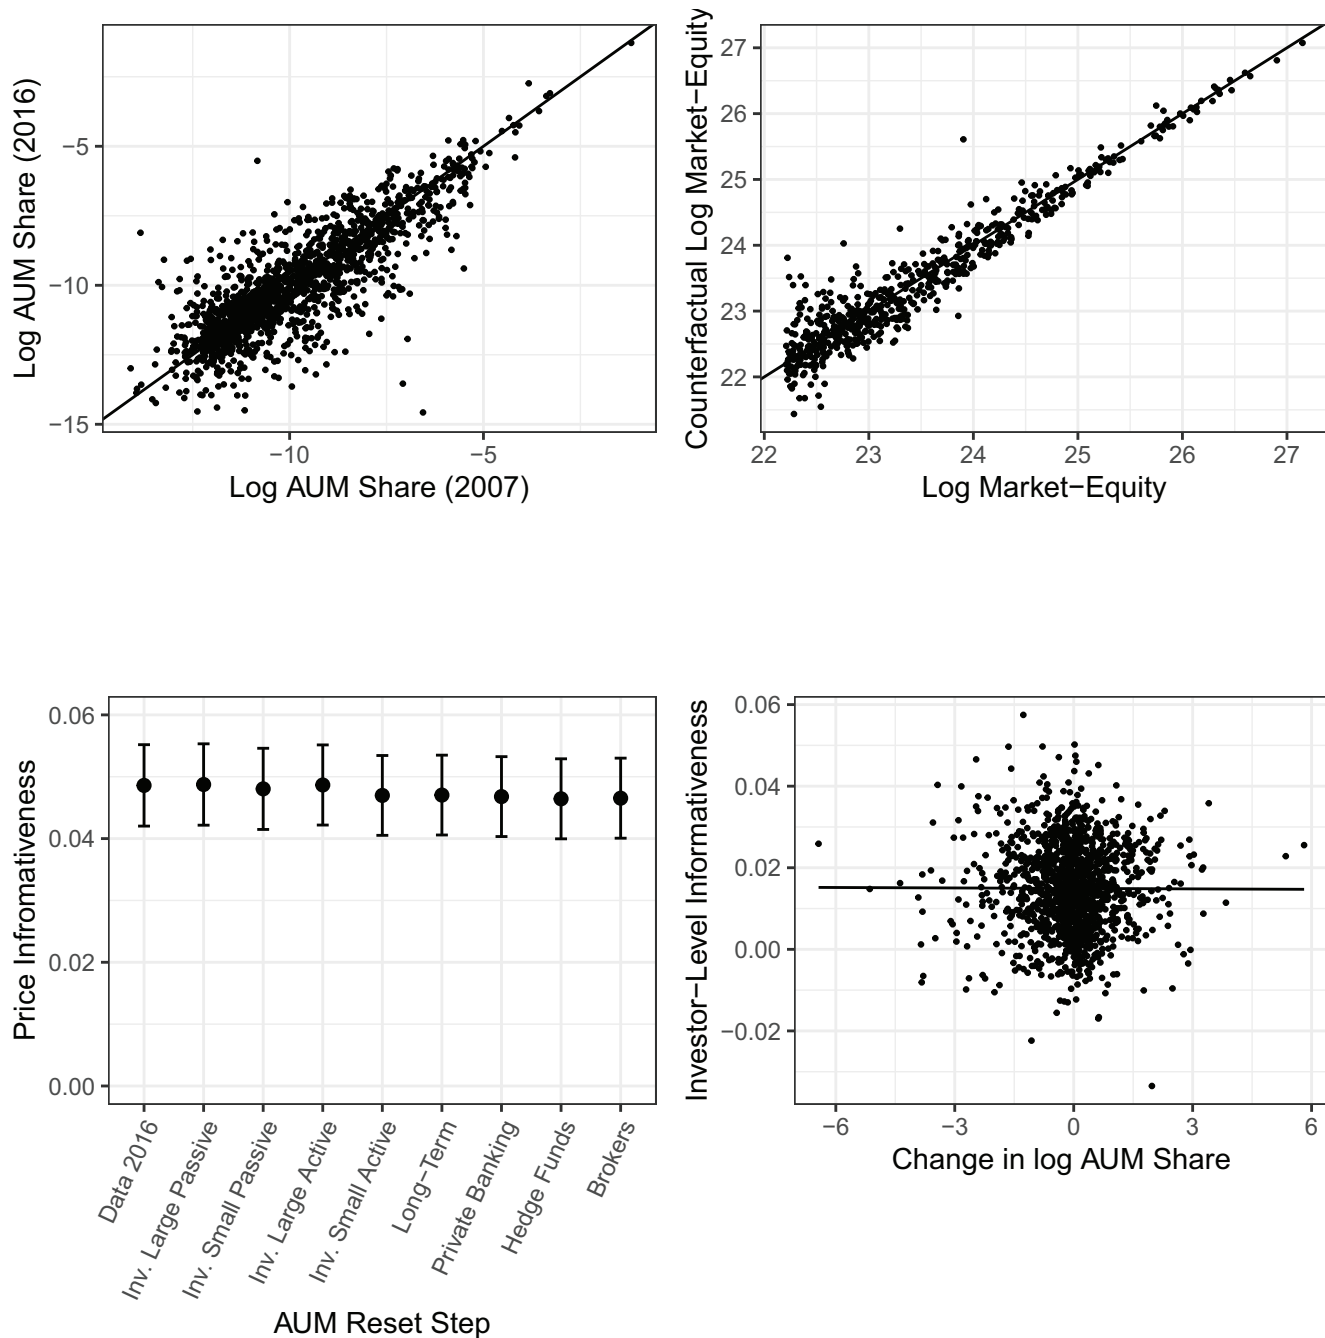 Log AUM Share (2016)
−5
−10
−15
−10
−5
Log AUM Share (2007)
Counterfactual Log Market−Equity
27
26
25
24
23
22
22
23
24
25
26
27
Log Market−Equity
Price Infromativeness
0.06
0.04
0.02
0.00
Data 2016
Inv. Large Passive
Inv. Small Passive
Inv. Large Active
Inv. Small Active
Long−Term
Private Banking
Hedge Funds
Brokers
AUM Reset Step
Investor−Level Informativeness
0.06
0.04
0.02
0.00
−0.02
−6
−3
0
3
6
Change in log AUM Share